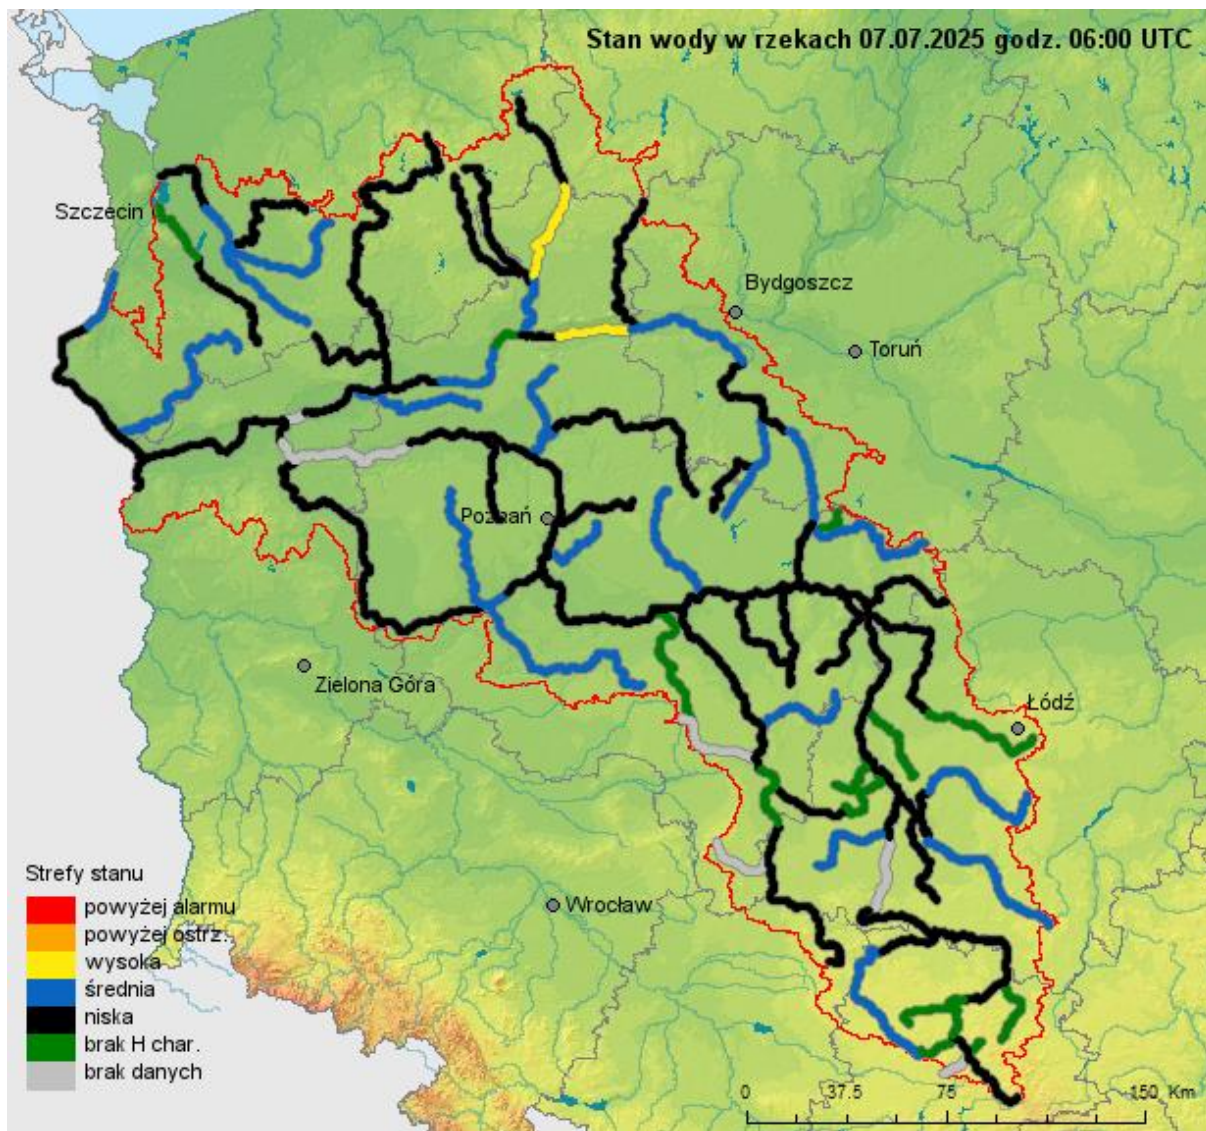 Stan wody w rzekach 07.07.2025 godz. 06:00 UTC
Szczecin
Bydgoszcz
Toruń
Poznań
Zielona Góra
Łódź
Wrocław
Strefy stanu
powyżej alarmu
powyżej ostrz.
wysoka
średnia
niska
brak H char.
brak danych
0 37.5 75 150 Km